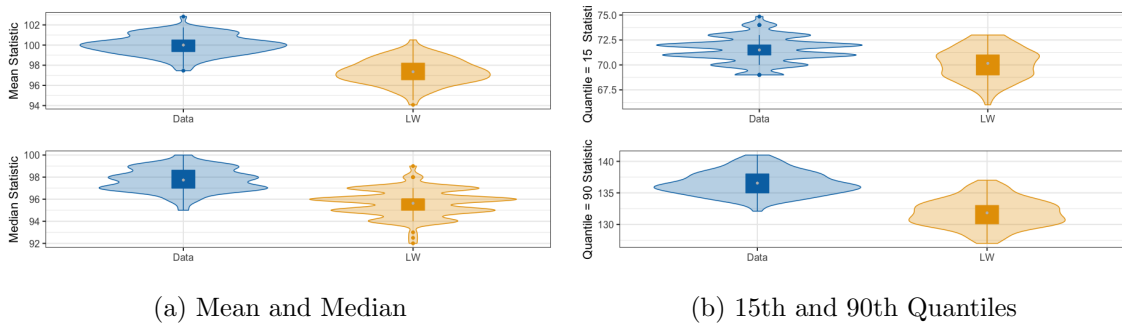 Mean Statistic
102
100
98
96
94
Data
LW
Median Statistic
100
98
96
94
92
Data
LW
(a) Mean and Median
Quantile = 15 Statisti
75.0
72.5
70.0
67.5
Data
LW
Quantile = 90 Statistic
140
135
130
Data
LW
(b) 15th and 90th Quantiles